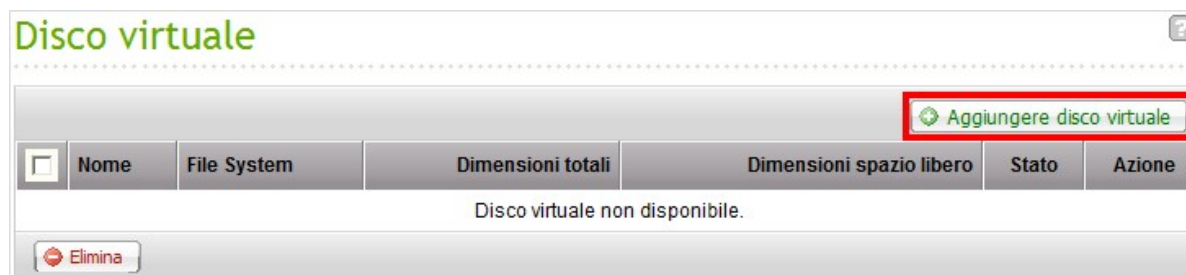 Disco virtuale
?
Aggiungere disco virtuale
Nome File System Dimensioni totali Dimensioni spazio libero Stato Azione
Disco virtuale non disponibile.
Elimina